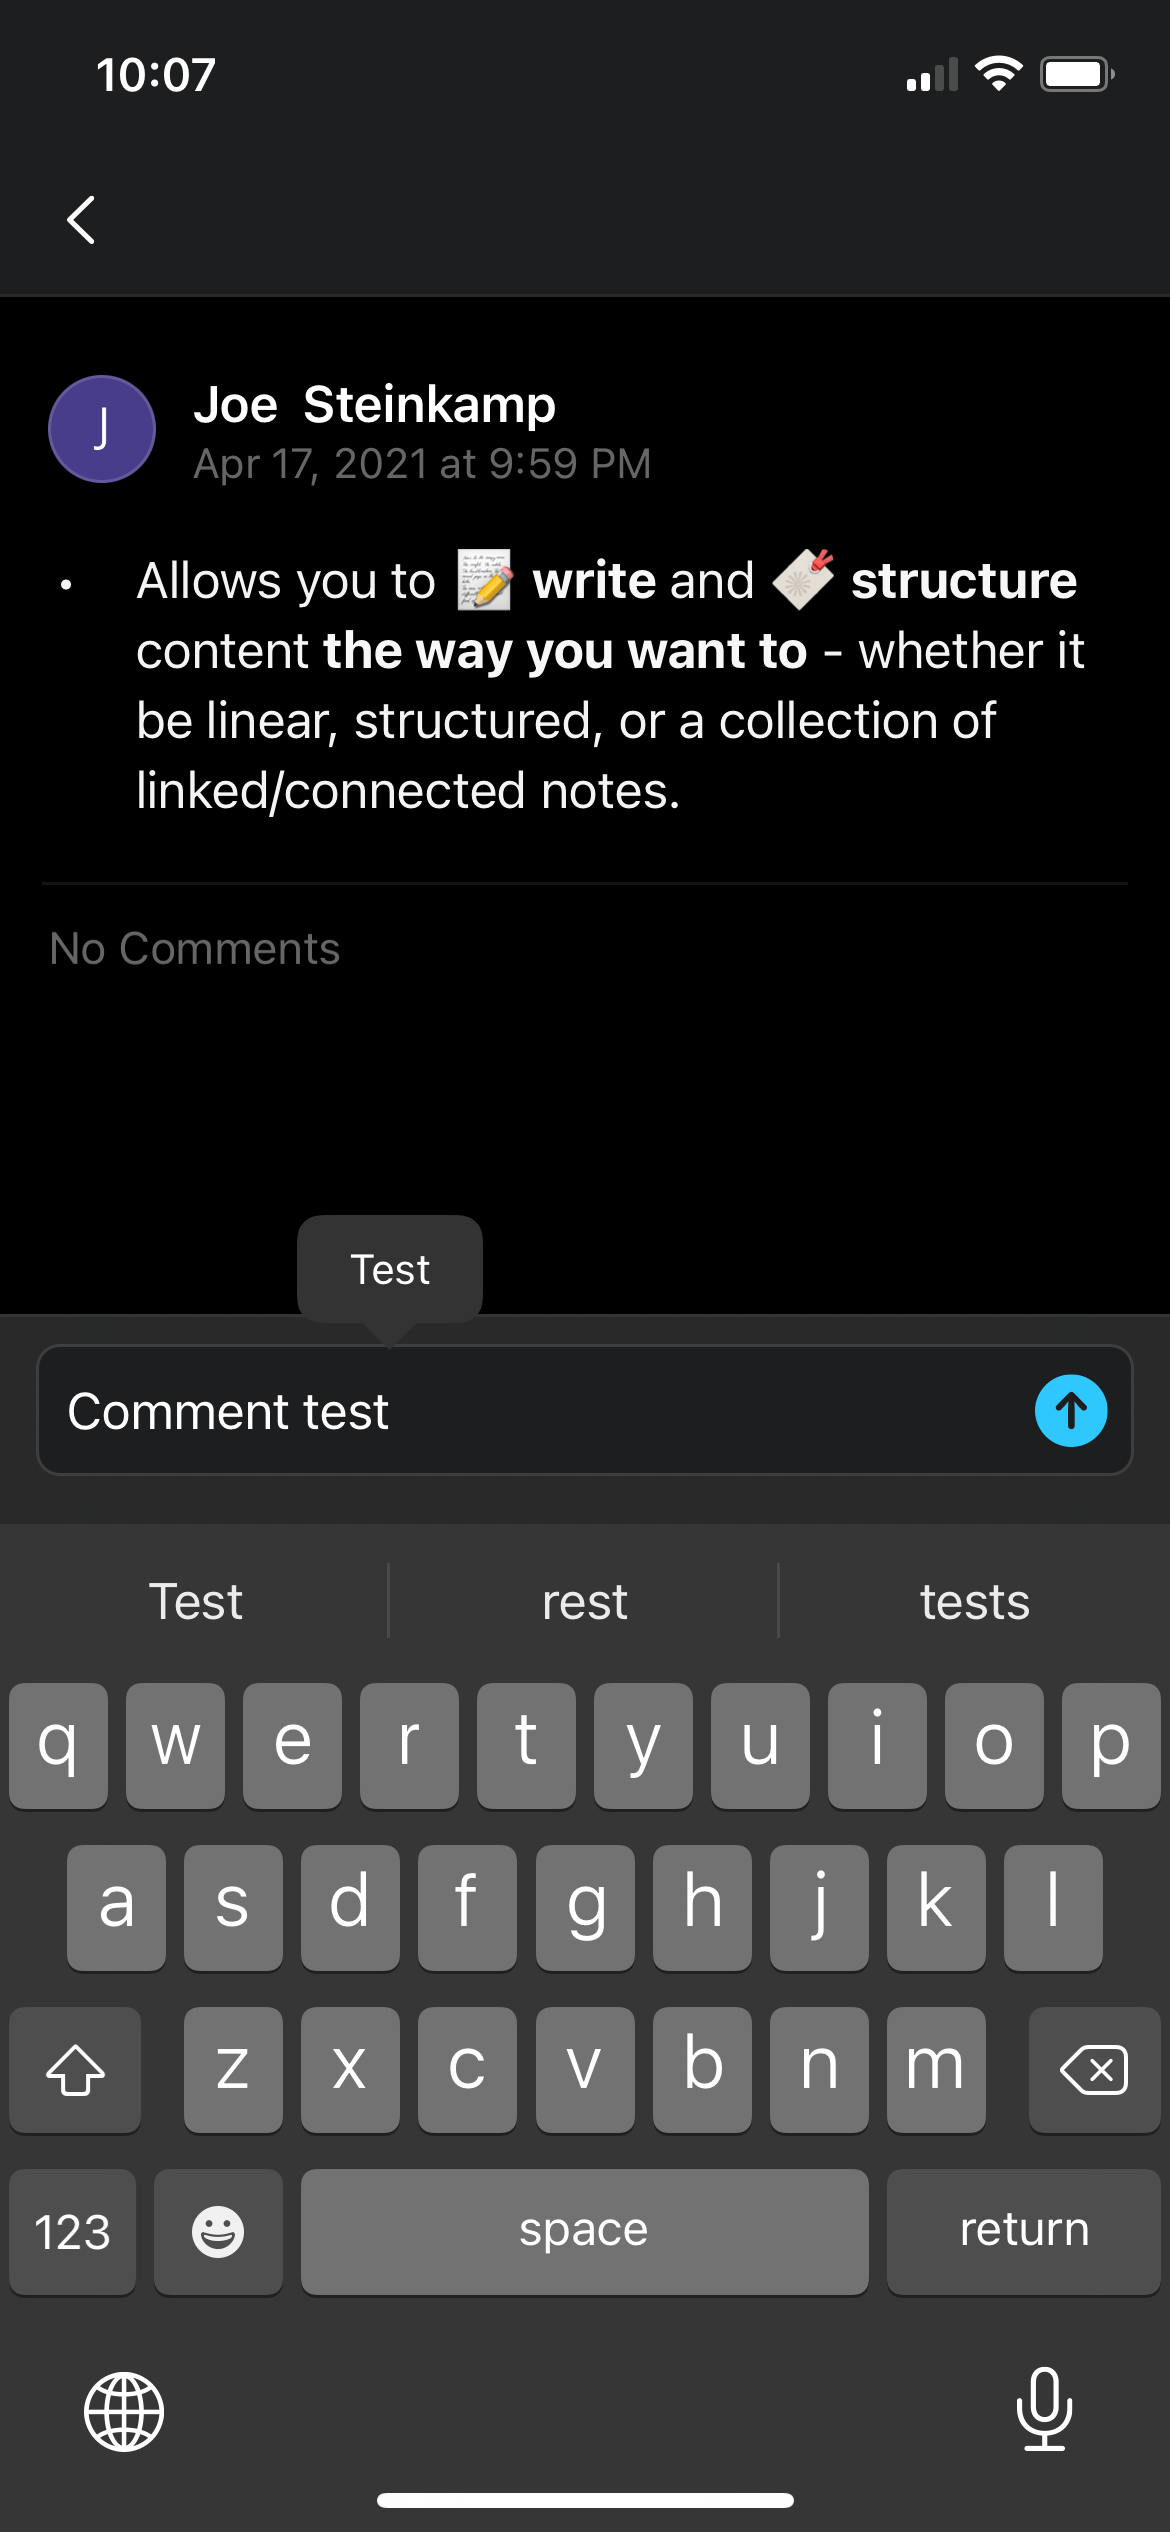 10:07
J
Joe  Steinkamp
Apr 17, 2021 at 9:59 PM
• Allows you to 📝 write and 🔖 structure
content the way you want to - whether it
be linear, structured, or a collection of
linked/connected notes.
No Comments
Test
Comment test
Test rest tests
q w e r t y u i o p
a s d f g h j k l
z x c v b n m
123 space return